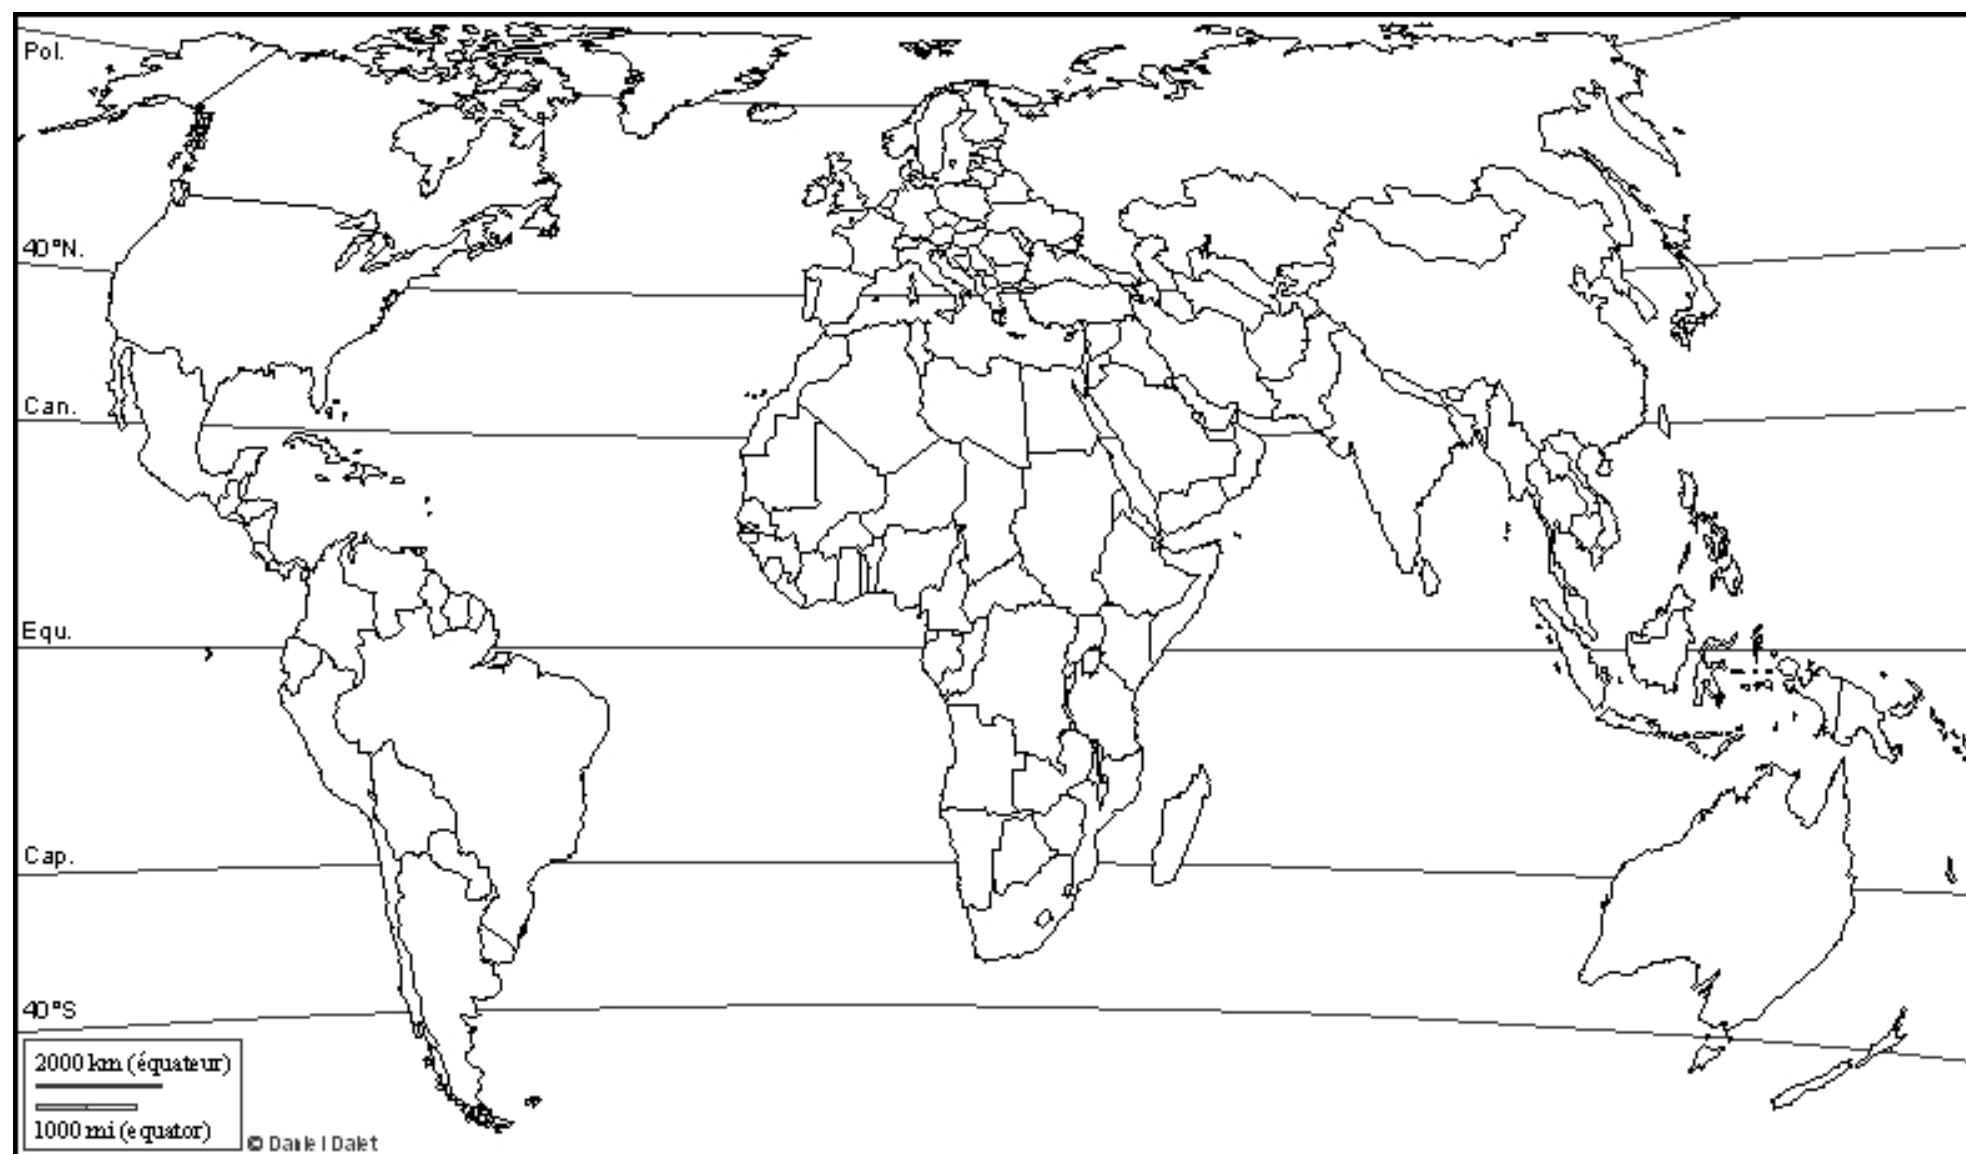 Pol.
40°N.
Can.
Equ.
Cap.
40°S
2000 km (équateur)
1000 mi (equator)
© Daniel Dalet